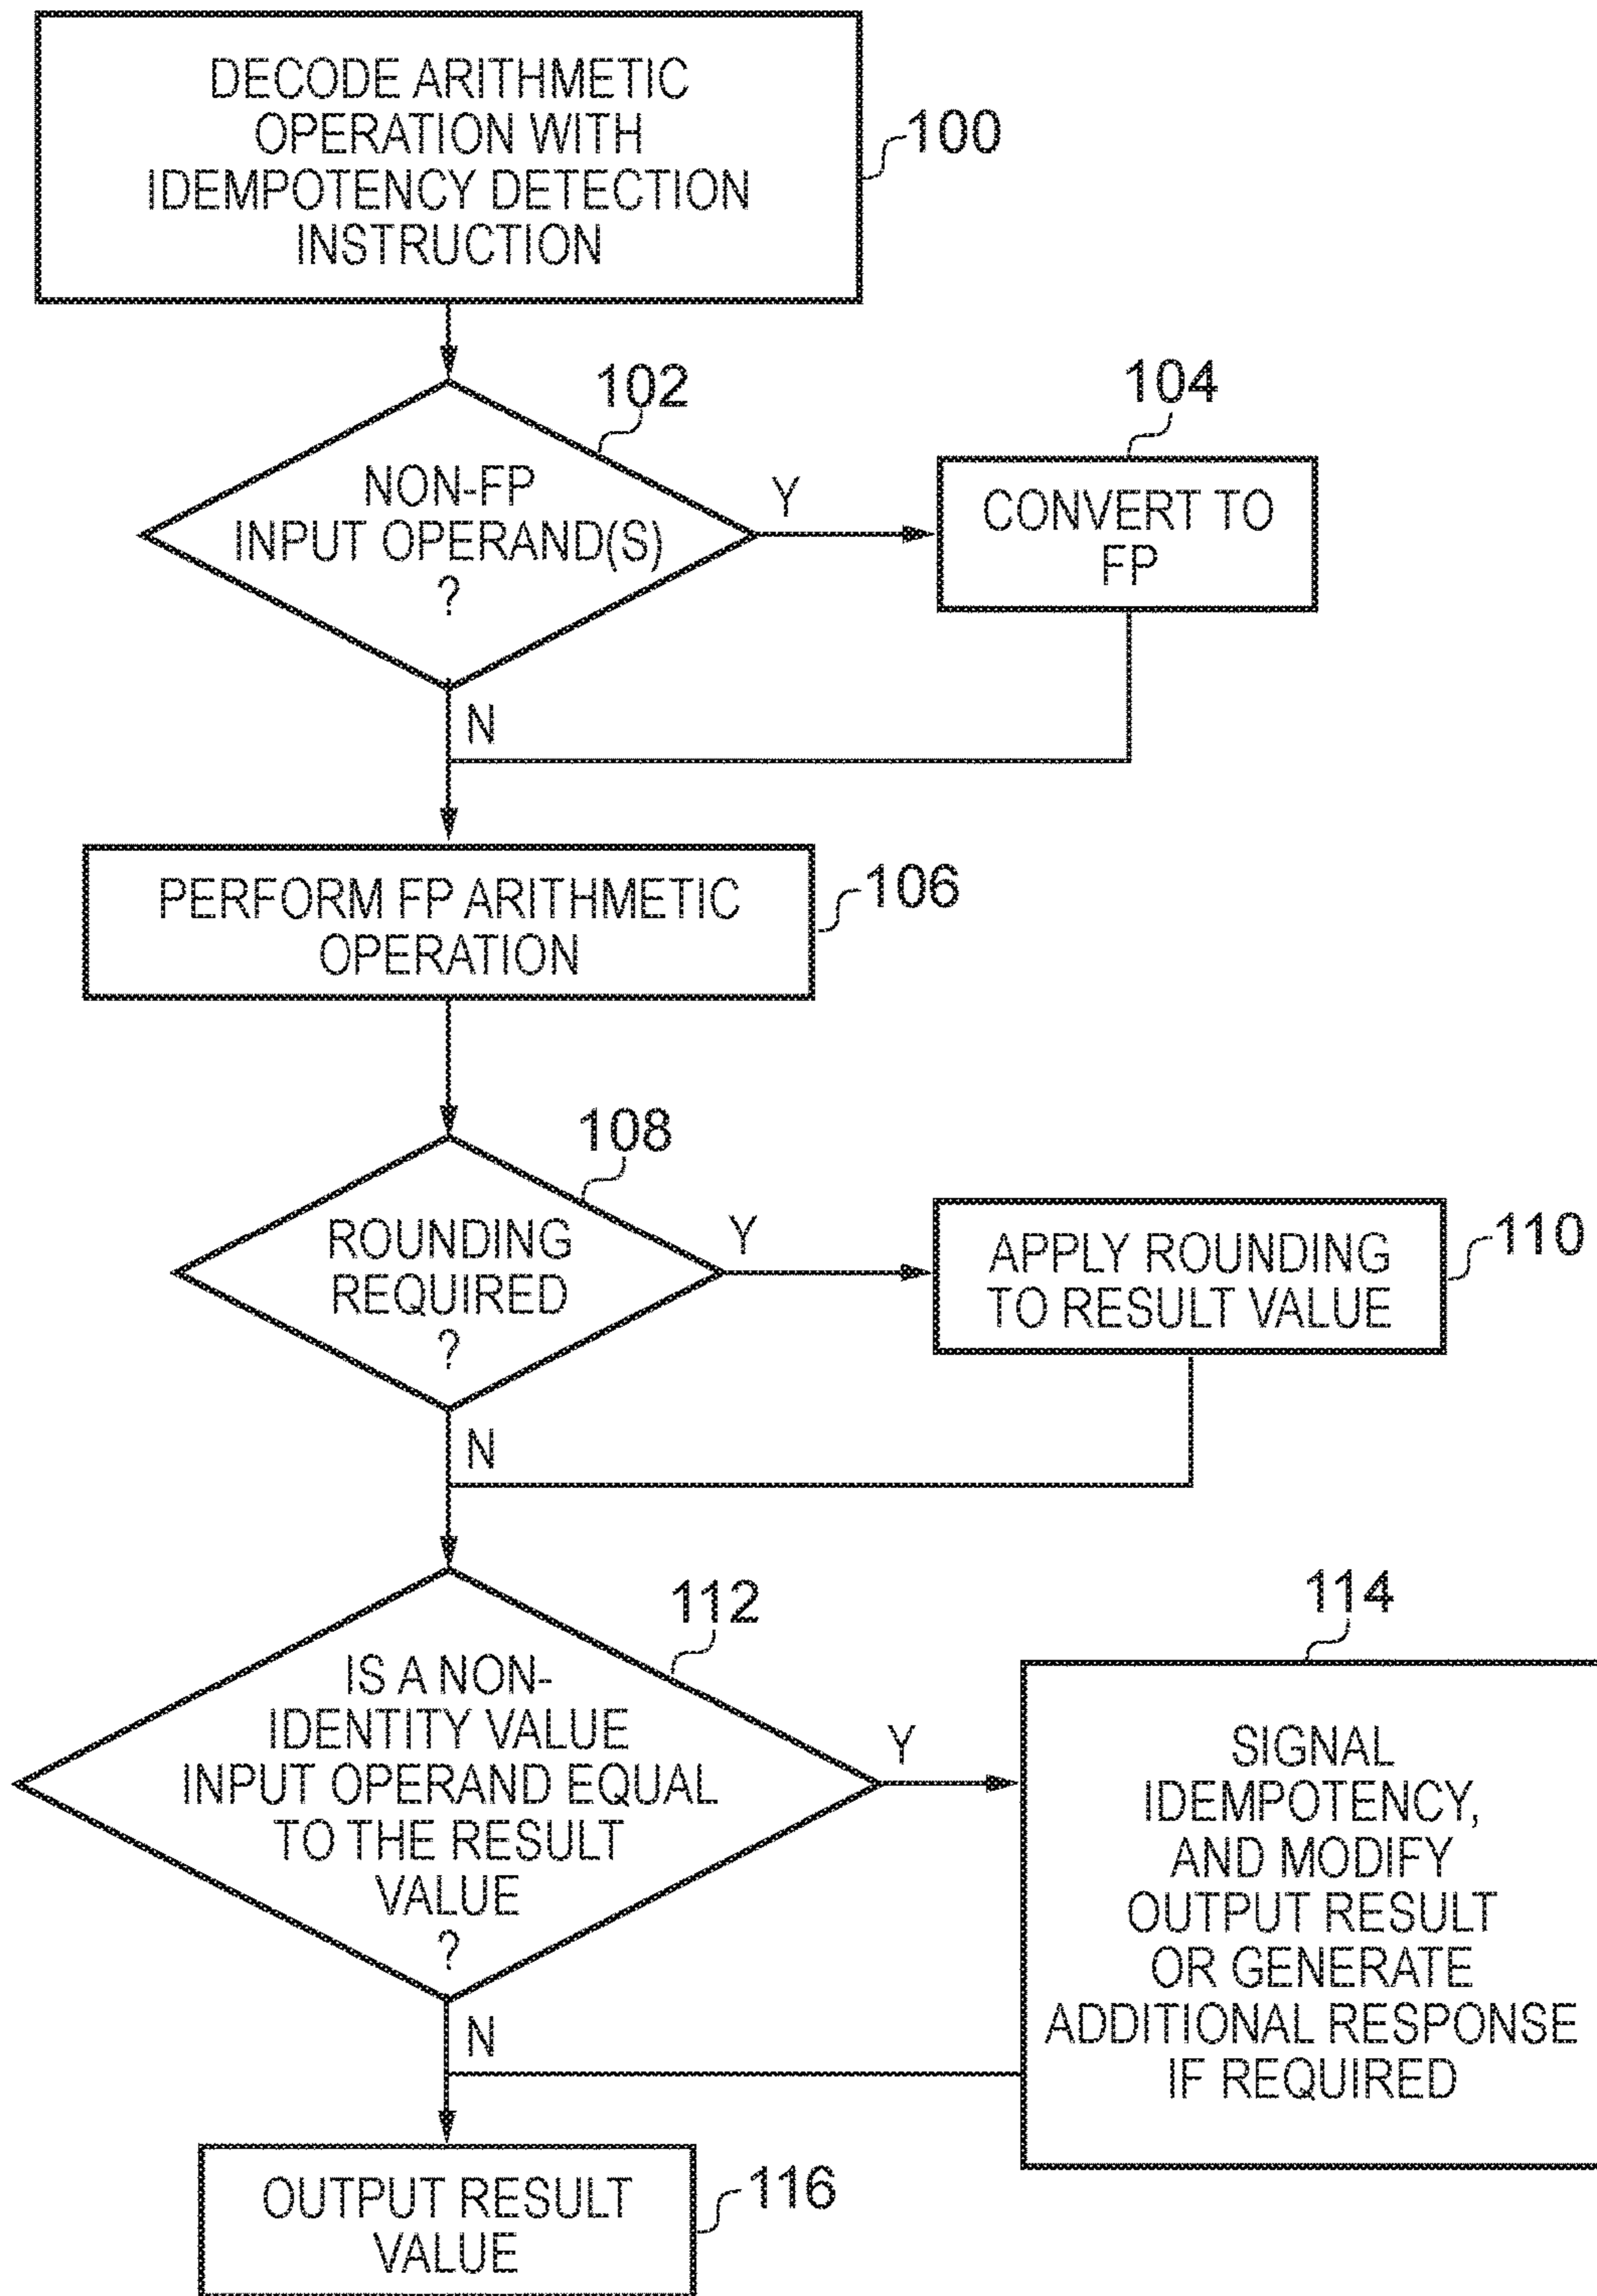 DECODE ARITHMETIC
OPERATION WITH
IDEMPOTENCY DETECTION
INSTRUCTION
100
102
NON-FP
INPUT OPERAND(S)
?
Y
104
CONVERT TO
FP
N
PERFORM FP ARITHMETIC
OPERATION
106
108
ROUNDING
REQUIRED
?
Y
APPLY ROUNDING
TO RESULT VALUE
110
N
112
IS A NON-
IDENTITY VALUE
INPUT OPERAND EQUAL
TO THE RESULT
VALUE
?
Y
114
SIGNAL
IDEMPOTENCY,
AND MODIFY
OUTPUT RESULT
OR GENERATE
ADDITIONAL RESPONSE
IF REQUIRED
N
OUTPUT RESULT
VALUE
116